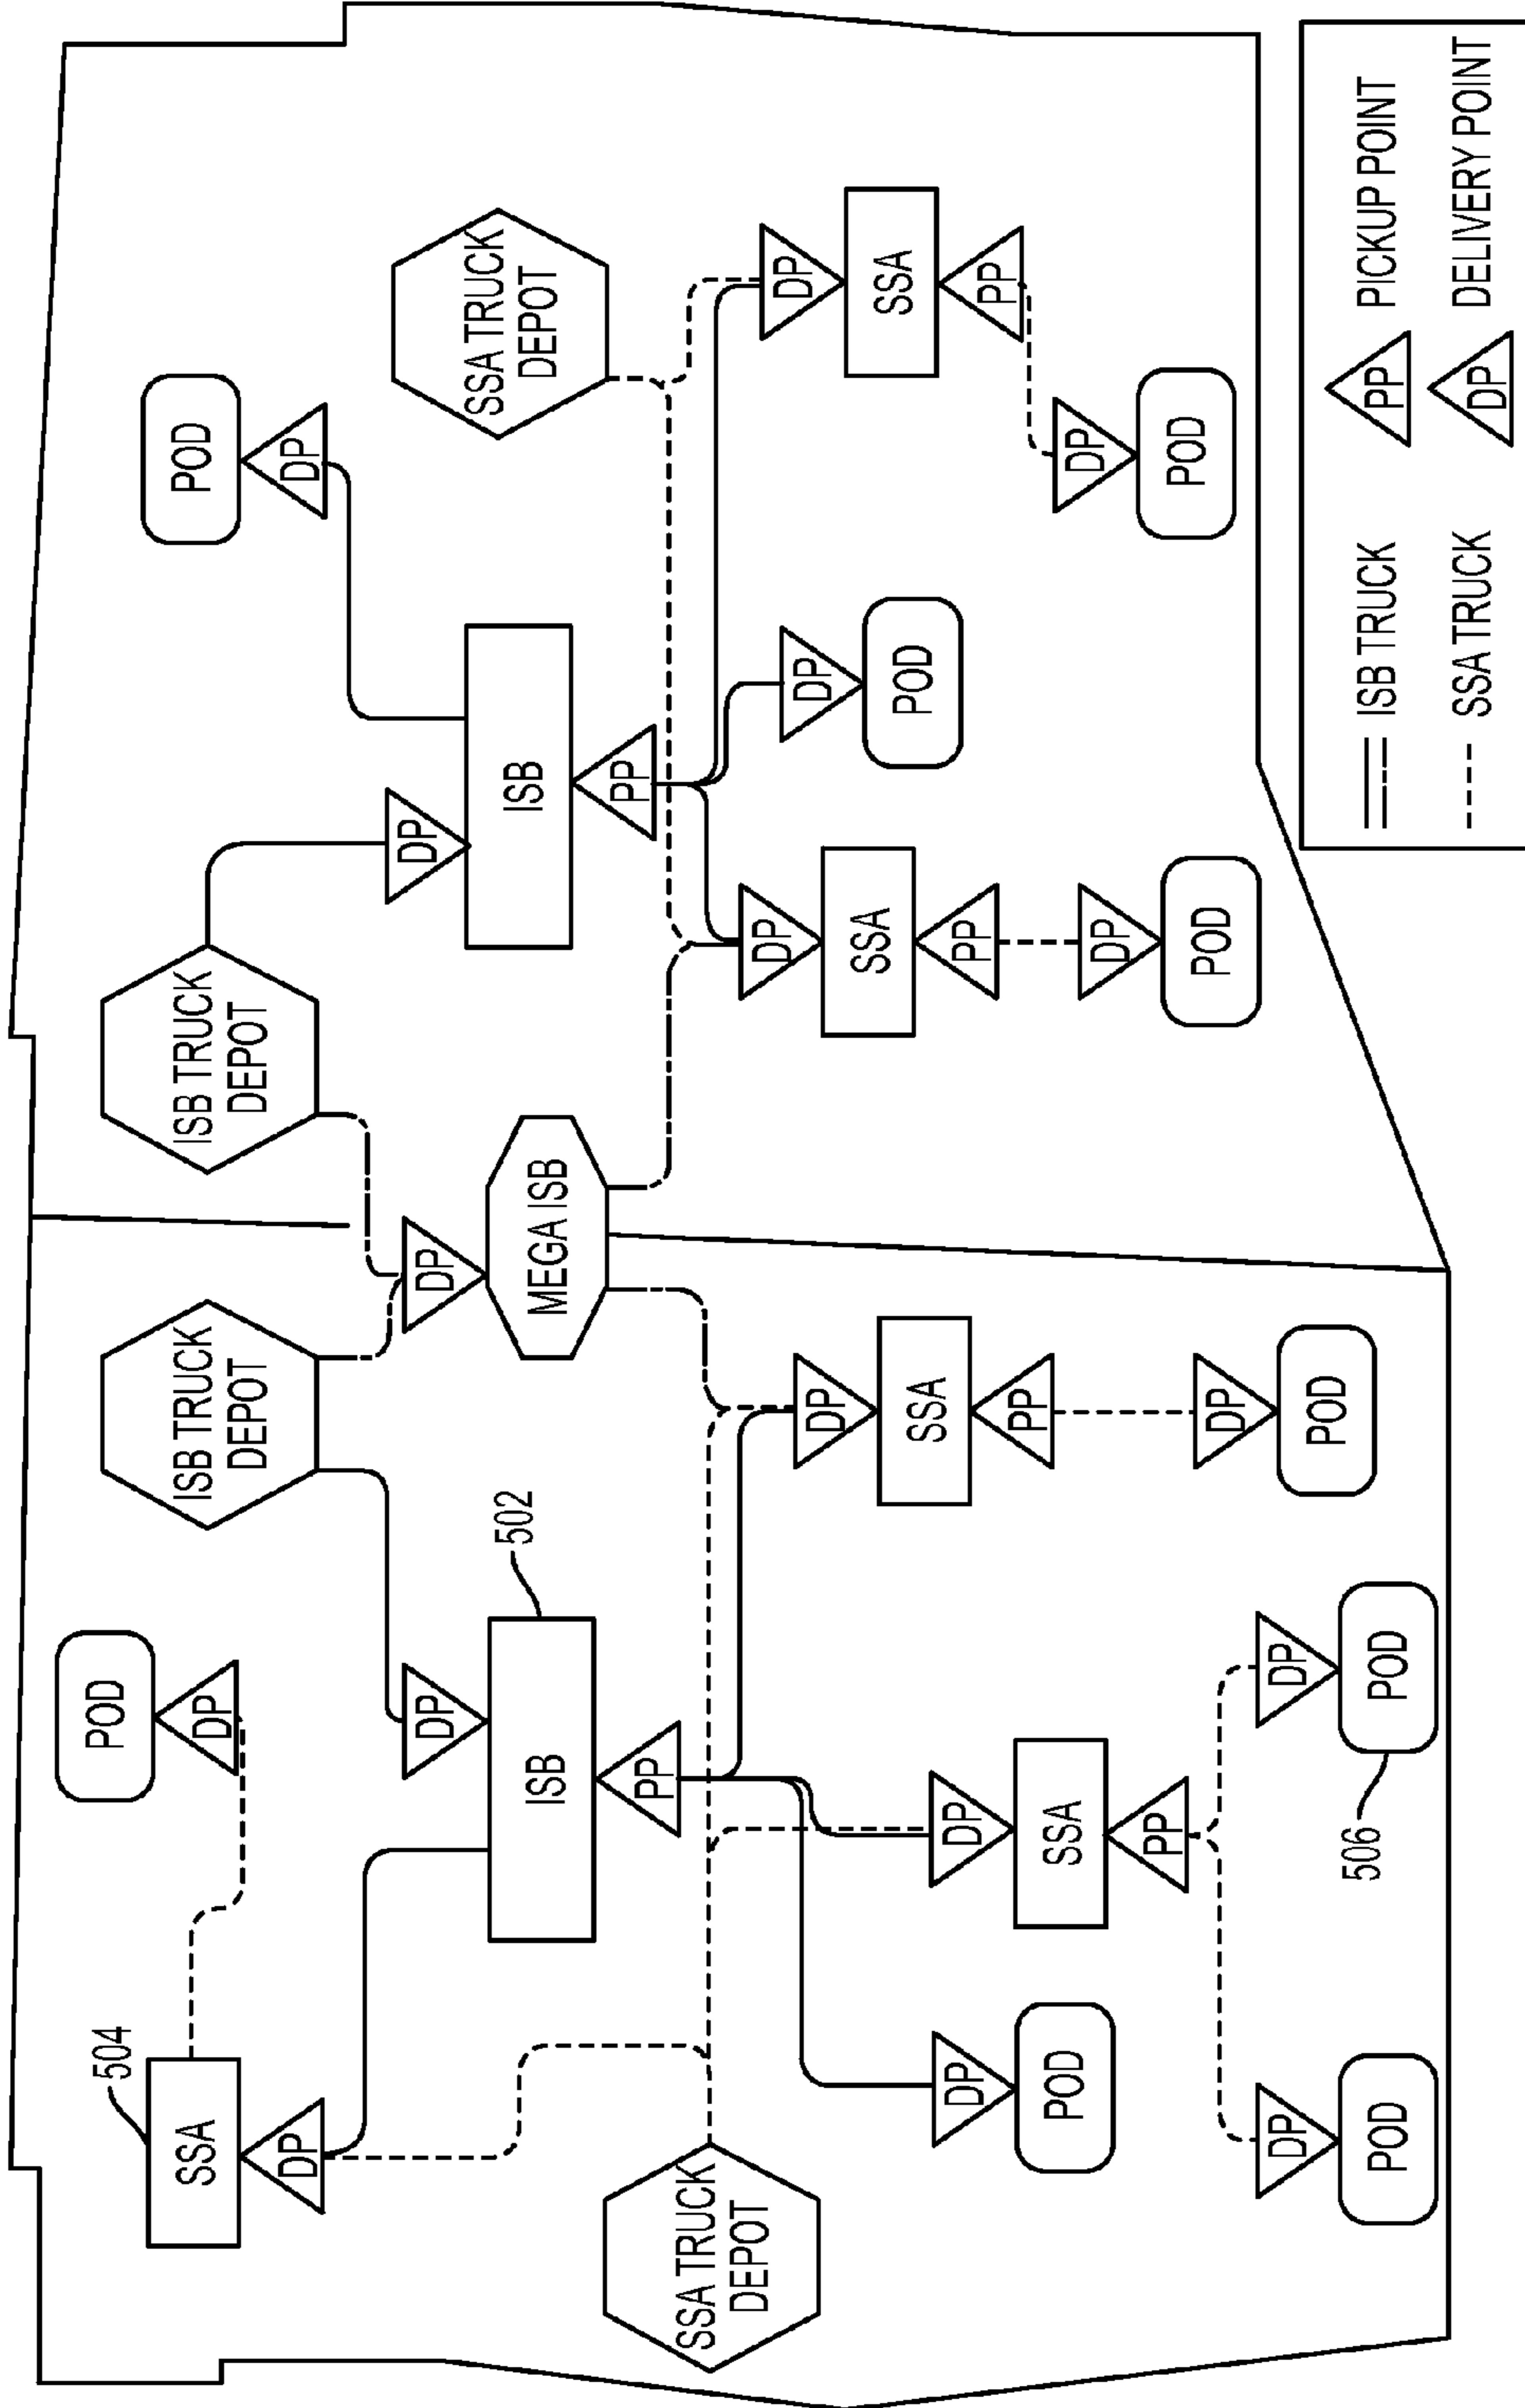 504
SSA
DP
POD
DP
ISB TRUCK
DEPOT
DP
502
ISB
PP
SSA TRUCK
DEPOT
DP
POD
DP
SSA
PP
DP
POD
DP
POD
506
DP
SSA
PP
DP
POD
DP
MEGA ISB
ISB TRUCK
DEPOT
DP
ISB
PP
POD
DP
SSA TRUCK
DEPOT
DP
SSA
PP
DP
POD
DP
POD
DP
SSA
PP
DP
POD
ISB TRUCK
PP
PICKUP POINT
SSA TRUCK
DP
DELIVERY POINT